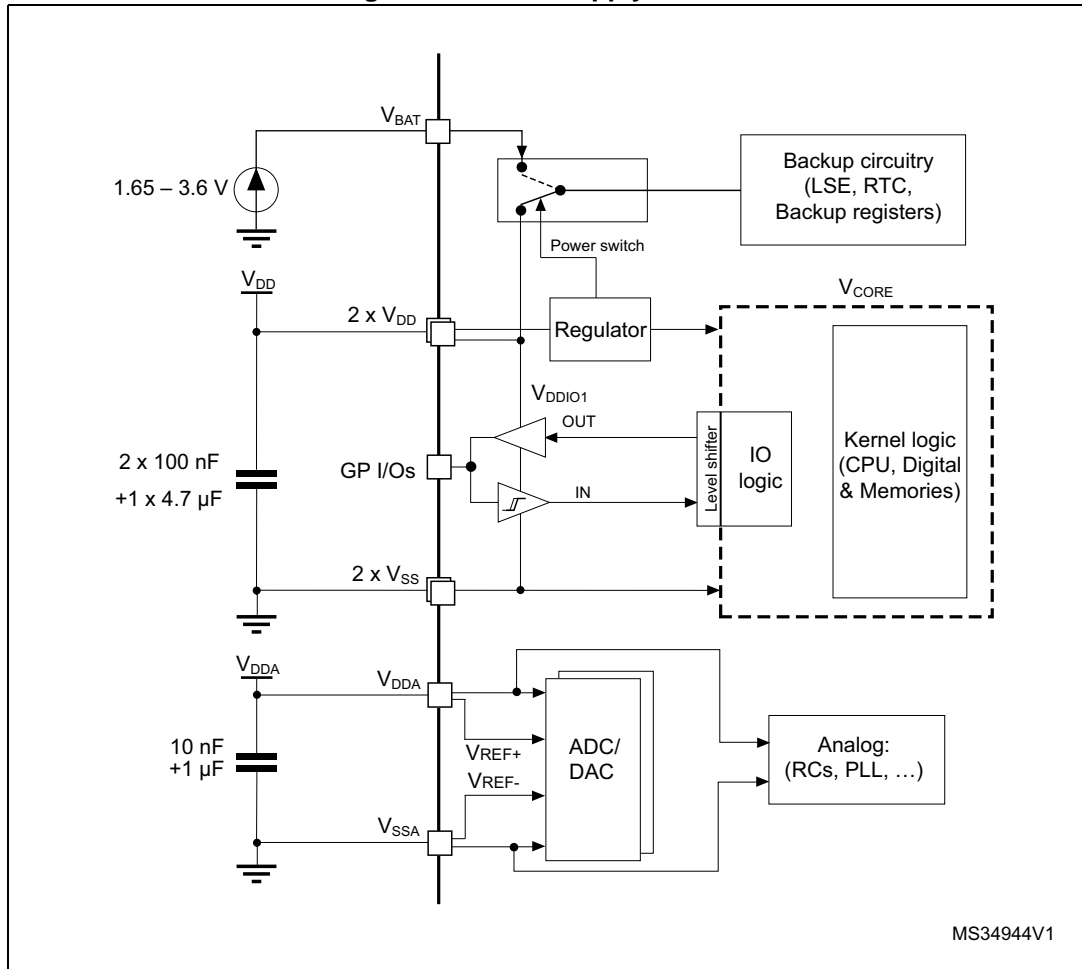 VBAT
1.65 – 3.6 V
Backup circuitry
(LSE, RTC,
Backup registers)
Power switch
VDD
2 x VDD
Regulator
VCORE
VDDIO1
OUT
GP I/Os
IN
Level shifter
IO
logic
Kernel logic
(CPU, Digital
& Memories)
2 x 100 nF
+1 x 4.7 µF
2 x VSS
VDDA
VDDA
10 nF
+1 µF
VREF+
VREF-
ADC/
DAC
Analog:
(RCs, PLL, …)
VSSA
MS34944V1